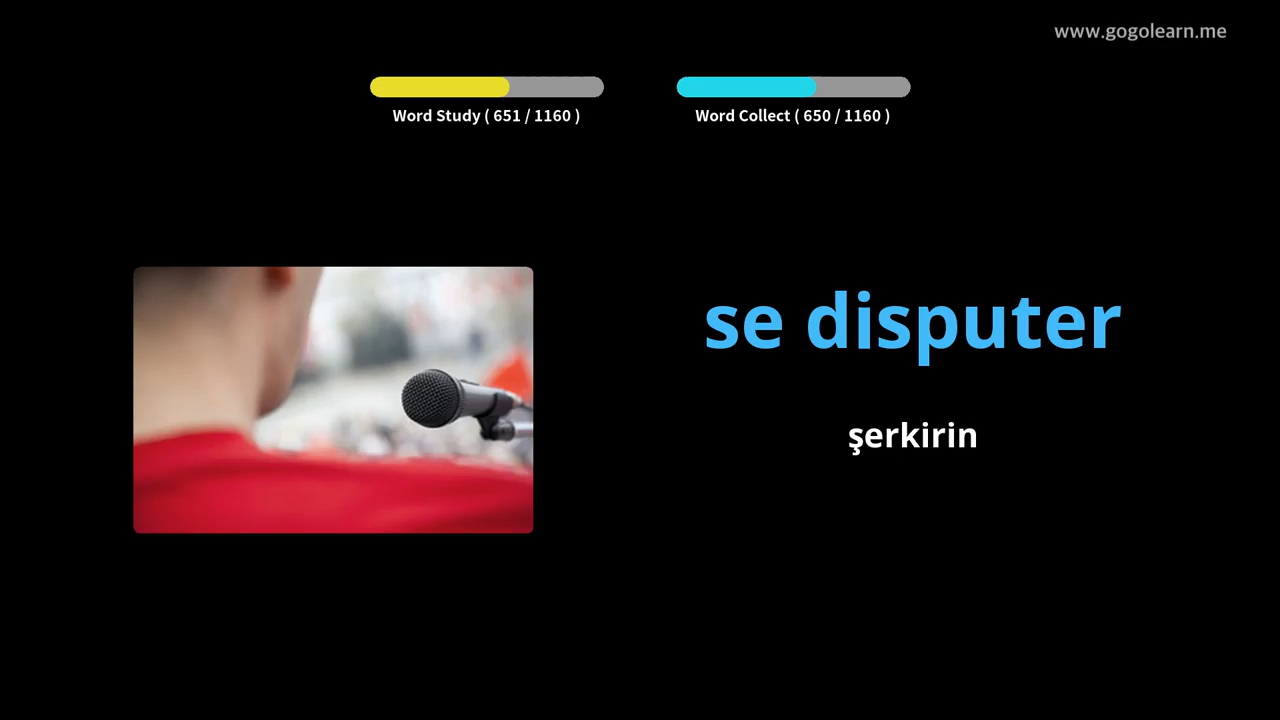 www.gogolearn.me
Word Study ( 651 / 1160 )
Word Collect ( 650 / 1160 )
se disputer
şerkirin